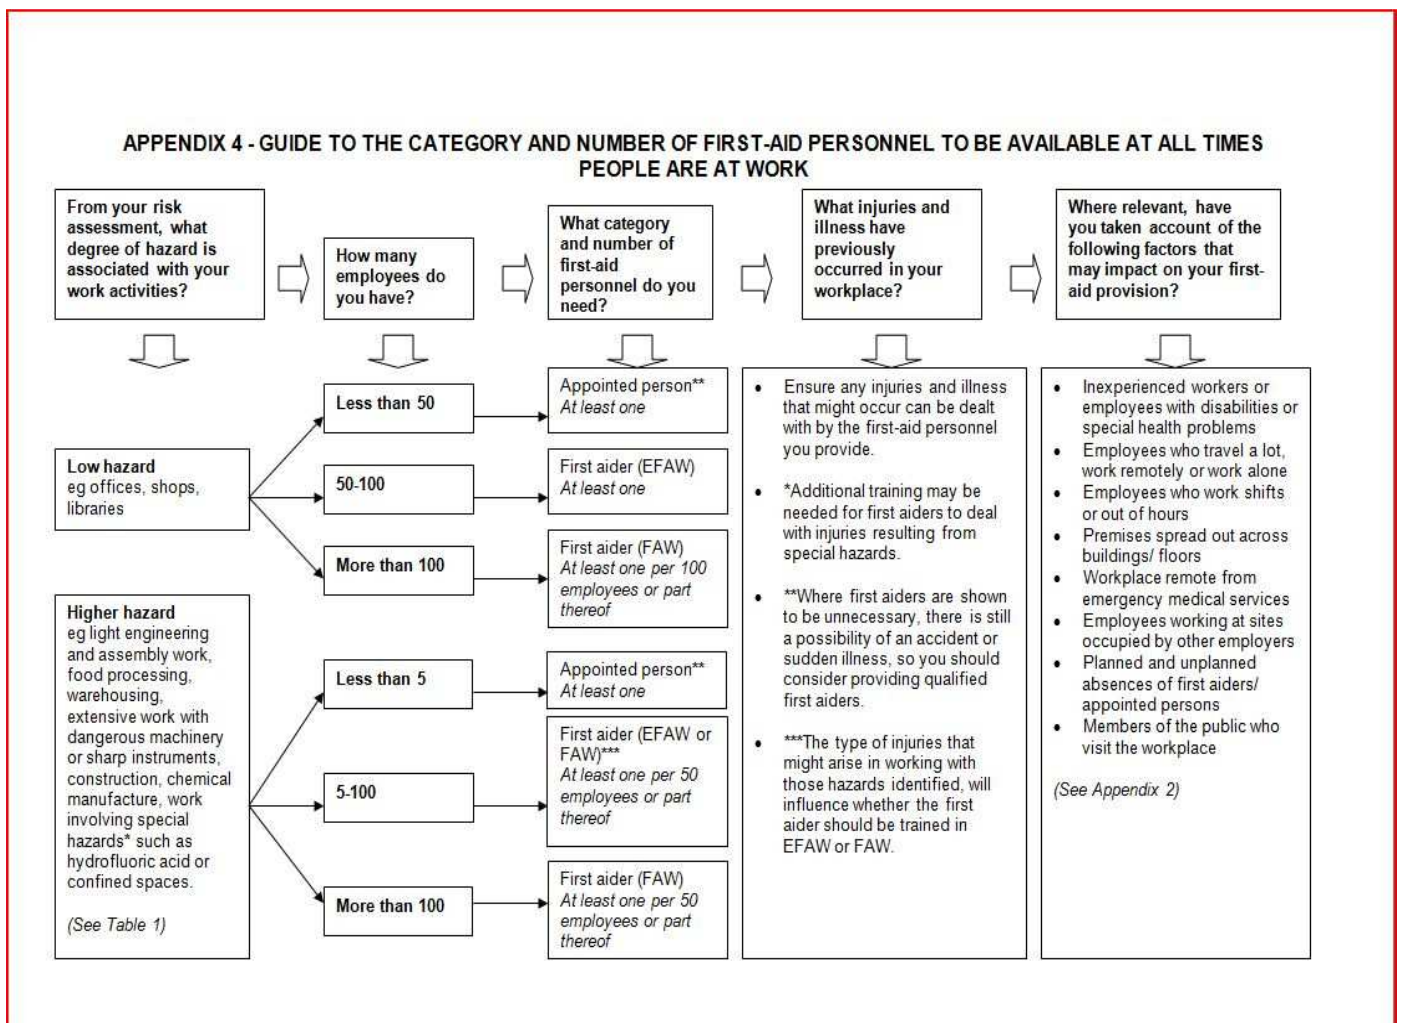 APPENDIX 4 - GUIDE TO THE CATEGORY AND NUMBER OF FIRST-AID PERSONNEL TO BE AVAILABLE AT ALL TIMES
PEOPLE ARE AT WORK
From your risk
assessment, what
degree of hazard is
associated with your
work activities?
How many
employees do
you have?
What category
and number of
first-aid
personnel do you
need?
What injuries and
illness have
previously
occurred in your
workplace?
Where relevant, have
you taken account of the
following factors that
may impact on your first-
aid provision?
Low hazard
eg offices, shops,
libraries
Less than 50
50-100
More than 100
Appointed person**
At least one
First aider (EFAW)
At least one
First aider (FAW)
At least one per 100
employees or part
thereof
Higher hazard
eg light engineering
and assembly work,
food processing,
warehousing,
extensive work with
dangerous machinery
or sharp instruments,
construction, chemical
manufacture, work
involving special
hazards* such as
hydrofluoric acid or
confined spaces.
(See Table 1)
Less than 5
5-100
More than 100
Appointed person**
At least one
First aider (EFAW or
FAW)***
At least one per 50
employees or part
thereof
First aider (FAW)
At least one per 50
employees or part
thereof
• Ensure any injuries and illness
that might occur can be dealt
with by the first-aid personnel
you provide.
• *Additional training may be
needed for first aiders to deal
with injuries resulting from
special hazards.
• **Where first aiders are shown
to be unnecessary, there is still
a possibility of an accident or
sudden illness, so you should
consider providing qualified
first aiders.
• ***The type of injuries that
might arise in working with
those hazards identified, will
influence whether the first
aider should be trained in
EFAW or FAW.
• Inexperienced workers or
employees with disabilities or
special health problems
• Employees who travel a lot,
work remotely or work alone
• Employees who work shifts
or out of hours
• Premises spread out across
buildings/ floors
• Workplace remote from
emergency medical services
• Employees working at sites
occupied by other employers
• Planned and unplanned
absences of first aiders/
appointed persons
• Members of the public who
visit the workplace
(See Appendix 2)